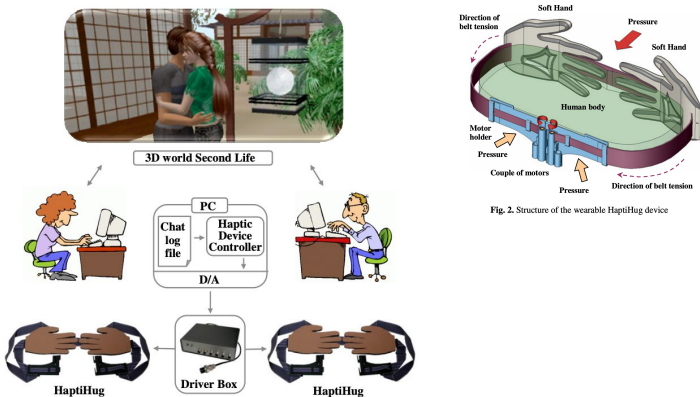 3D world Second Life
PC
Chat
log
file
Haptic
Device
Controller
D/A
HaptiHug
Driver Box
HaptiHug
Soft Hand
Direction of
belt tension
Pressure
Soft Hand
Human body
Motor
holder
Pressure
Couple of motors
Pressure
Direction of belt tension
Fig. 2. Structure of the wearable HaptiHug device